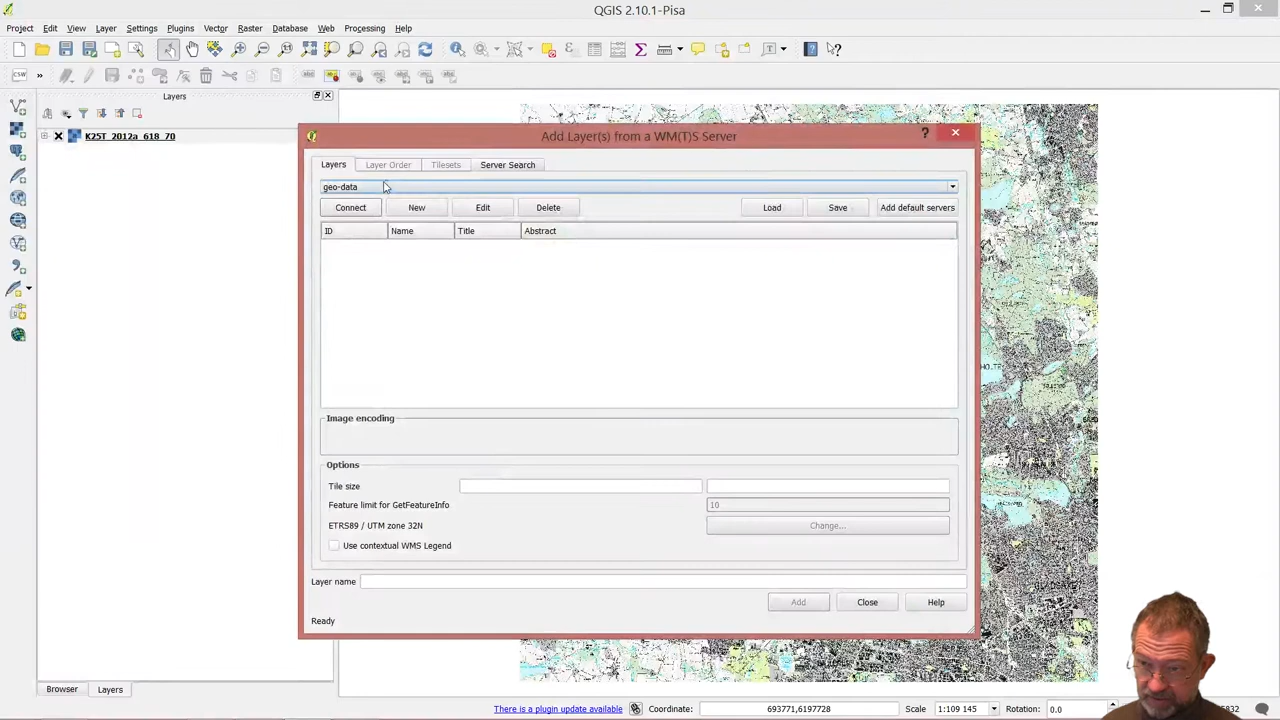 QGIS 2.10.1-Pisa
Project Edit View Layer Settings Plugins Vector Raster Database Web Processing Help
CSW
Layers
K25T_2012a_618_70
Add Layer(s) from a WM(T)S Server
Layers Layer Order Tilesets Server Search
geo-data
Connect New Edit Delete Load Save Add default servers
ID Name Title Abstract
Image encoding
Options
Tile size
Feature limit for GetFeatureInfo 10
ETRS89 / UTM zone 32N Change...
Use contextual WMS Legend
Layer name
Add Close Help
Ready
Browser Layers
There is a plugin update available Coordinate: 693771,6197728 Scale 1:109 145 Rotation: 0.0